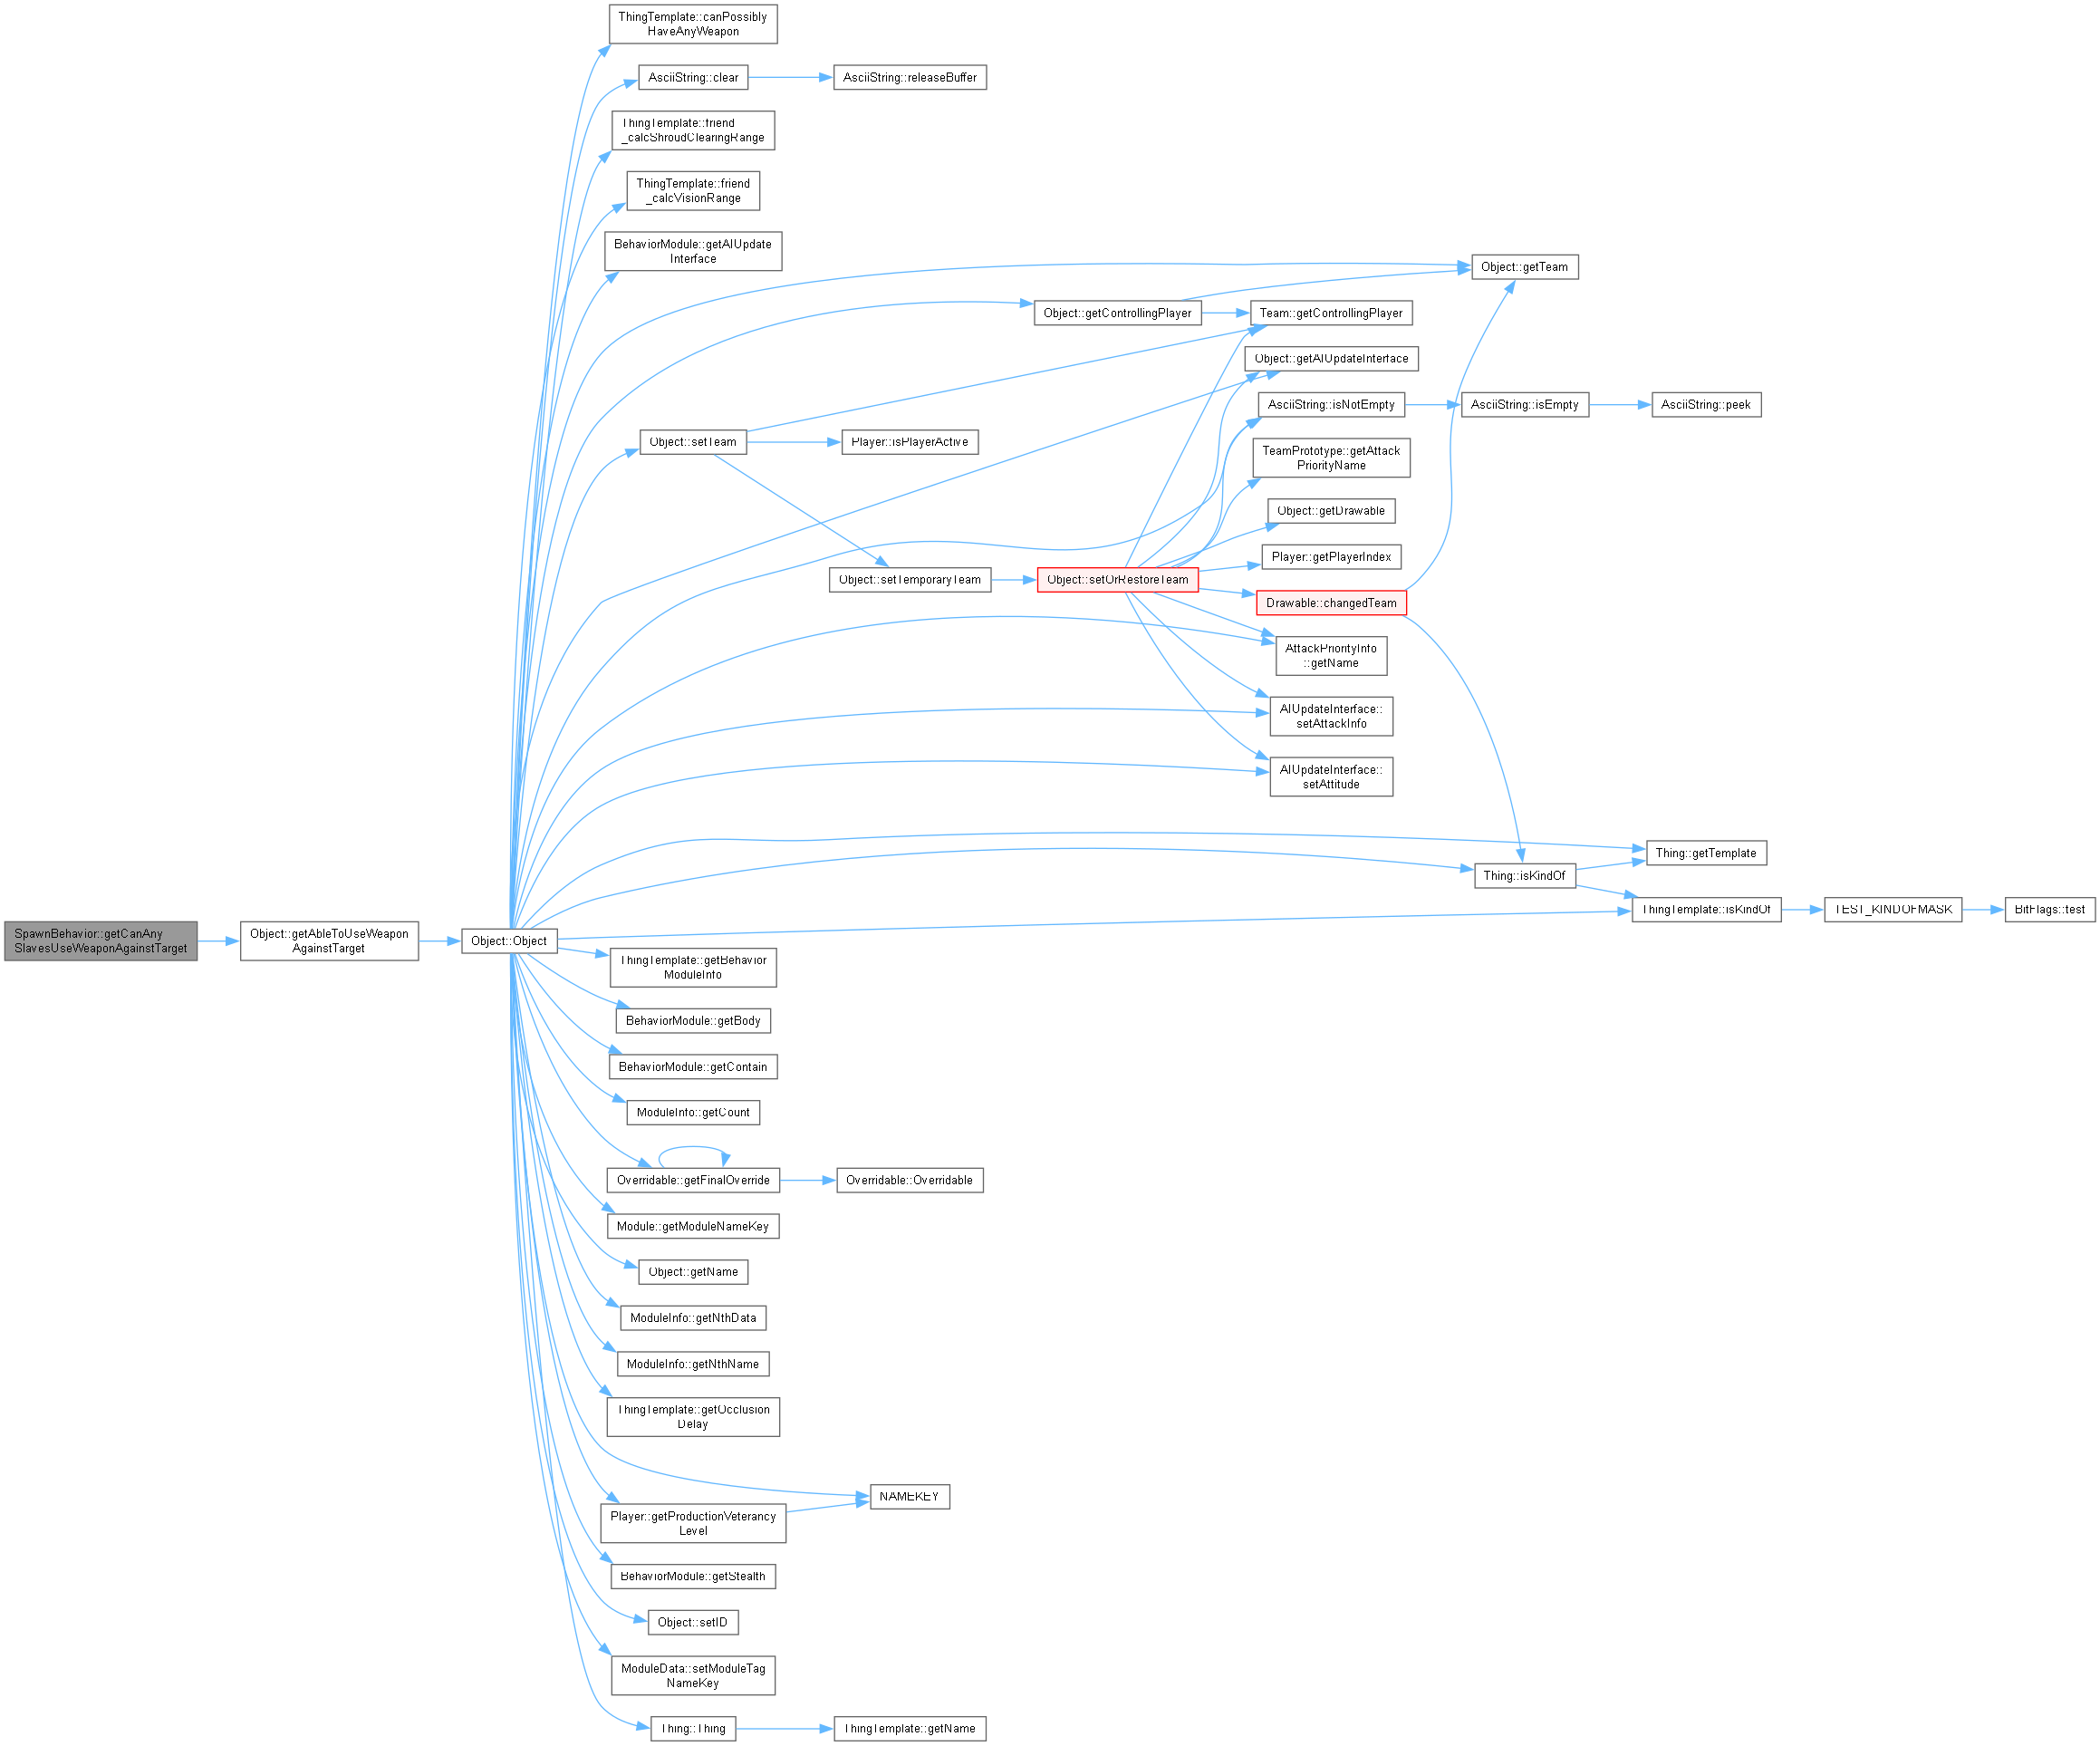 ThingTemplate::canPossibly
HaveAnyWeapon
AsciiString::clear
AsciiString::releaseBuffer
ThingTemplate::friend
_calcShroudClearingRange
ThingTemplate::friend
_calcVisionRange
BehaviorModule::getAIUpdate
Interface
Object::getTeam
Object::getControllingPlayer
Team::getControllingPlayer
Object::getAIUpdateInterface
AsciiString::isNotEmpty
AsciiString::isEmpty
AsciiString::peek
Object::setTeam
Player::isPlayerActive
TeamPrototype::getAttack
PriorityName
Object::getDrawable
Player::getPlayerIndex
Object::setTemporaryTeam
Object::setOrRestoreTeam
Drawable::changedTeam
AttackPriorityInfo
::getName
AIUpdateInterface::
setAttackInfo
AIUpdateInterface::
setAttitude
Thing::getTemplate
Thing::isKindOf
ThingTemplate::isKindOf
TEST_KINDOFMASK
BitFlags::test
SpawnBehavior::getCanAny
SlavesUseWeaponAgainstTarget
Object::getAbleToUseWeapon
AgainstTarget
Object::Object
ThingTemplate::getBehavior
ModuleInfo
BehaviorModule::getBody
BehaviorModule::getContain
ModuleInfo::getCount
Overridable::getFinalOverride
Overridable::Overridable
Module::getModuleNameKey
Object::getName
ModuleInfo::getNthData
ModuleInfo::getNthName
ThingTemplate::getOcclusion
Delay
NAMEKEY
Player::getProductionVeterancy
Level
BehaviorModule::getStealth
Object::setID
ModuleData::setModuleTag
NameKey
Thing::Thing
ThingTemplate::getName